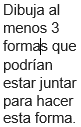 Dibuja al
menos 3
formas que
podrían
estar juntar
para hacer
esta forma.